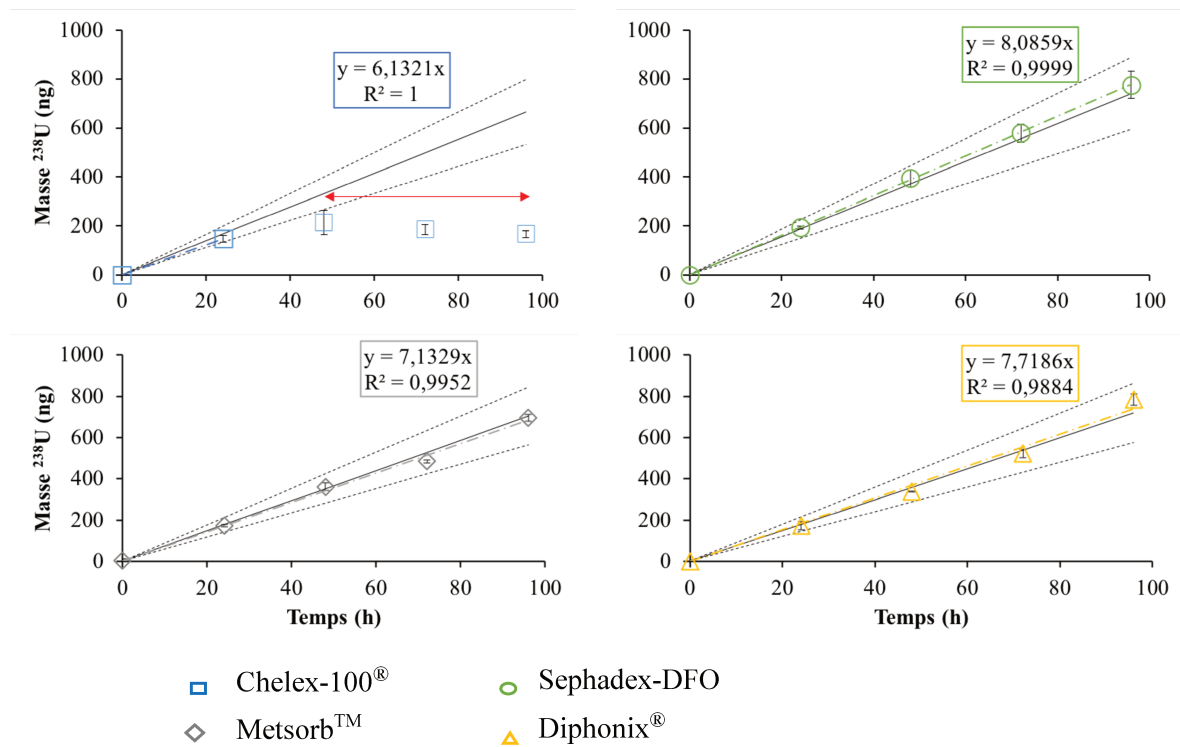 1000
800
600
400
200
0
Masse ²³⁸U (ng)
y = 6,1321x
R² = 1
0 20 40 60 80 100
1000
800
600
400
200
0
y = 8,0859x
R² = 0,9999
0 20 40 60 80 100
1000
800
600
400
200
0
Masse ²³⁸U (ng)
y = 7,1329x
R² = 0,9952
0 20 40 60 80 100
Temps (h)
1000
800
600
400
200
0
y = 7,7186x
R² = 0,9884
0 20 40 60 80 100
Temps (h)
Chelex-100®
Sephadex-DFO
Metsorb™
Diphonix®